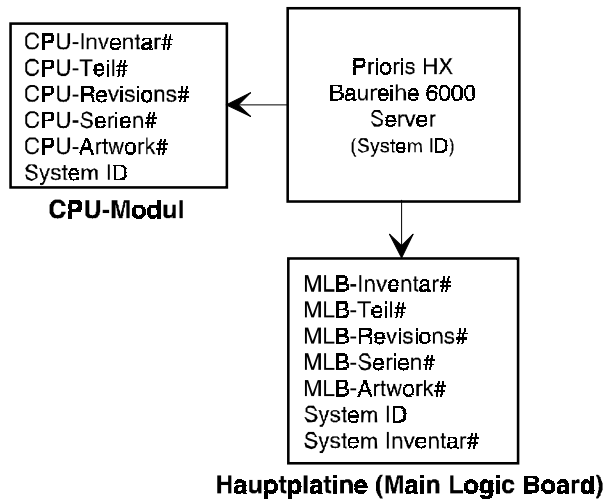 CPU-Inventar#
CPU-Teil#
CPU-Revisions#
CPU-Serien#
CPU-Artwork#
System ID
CPU-Modul
Prioris HX
Baureihe 6000
Server
(System ID)
MLB-Inventar#
MLB-Teil#
MLB-Revisions#
MLB-Serien#
MLB-Artwork#
System ID
System Inventar#
Hauptplatine (Main Logic Board)